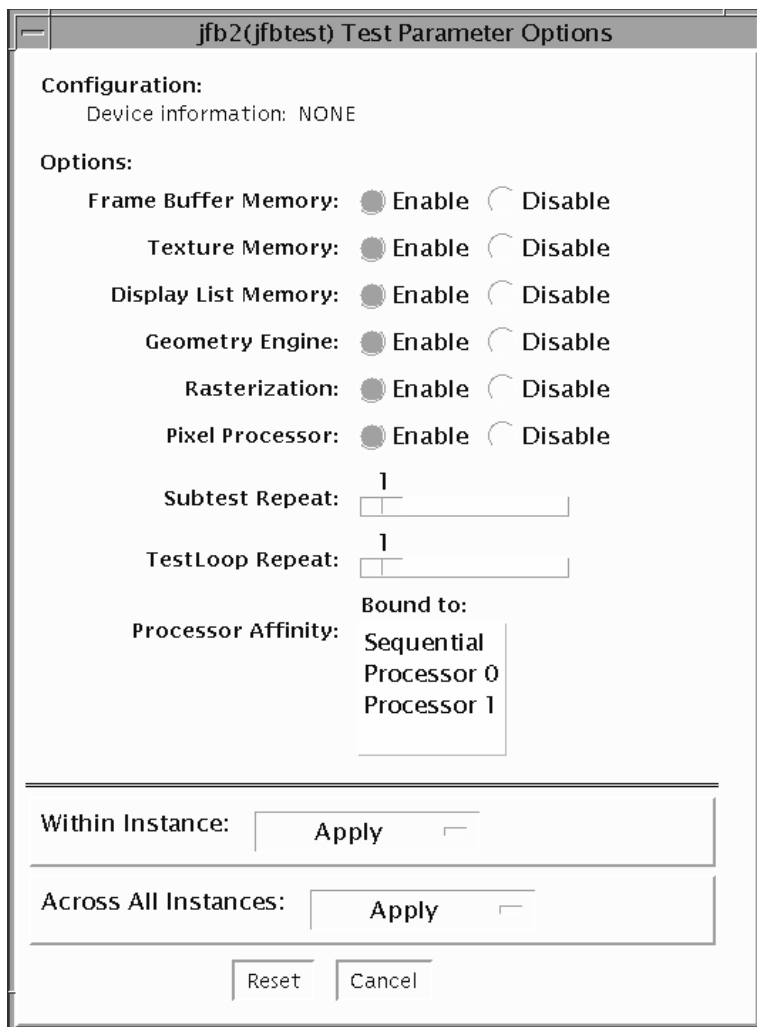 jfb2(jfbtest) Test Parameter Options
Configuration:
Device information: NONE
Options:
Frame Buffer Memory: Enable Disable
Texture Memory: Enable Disable
Display List Memory: Enable Disable
Geometry Engine: Enable Disable
Rasterization: Enable Disable
Pixel Processor: Enable Disable
1
Subtest Repeat:
1
TestLoop Repeat:
Bound to:
Processor Affinity:
Sequential
Processor 0
Processor 1
Within Instance: Apply
Across All Instances: Apply
Reset Cancel